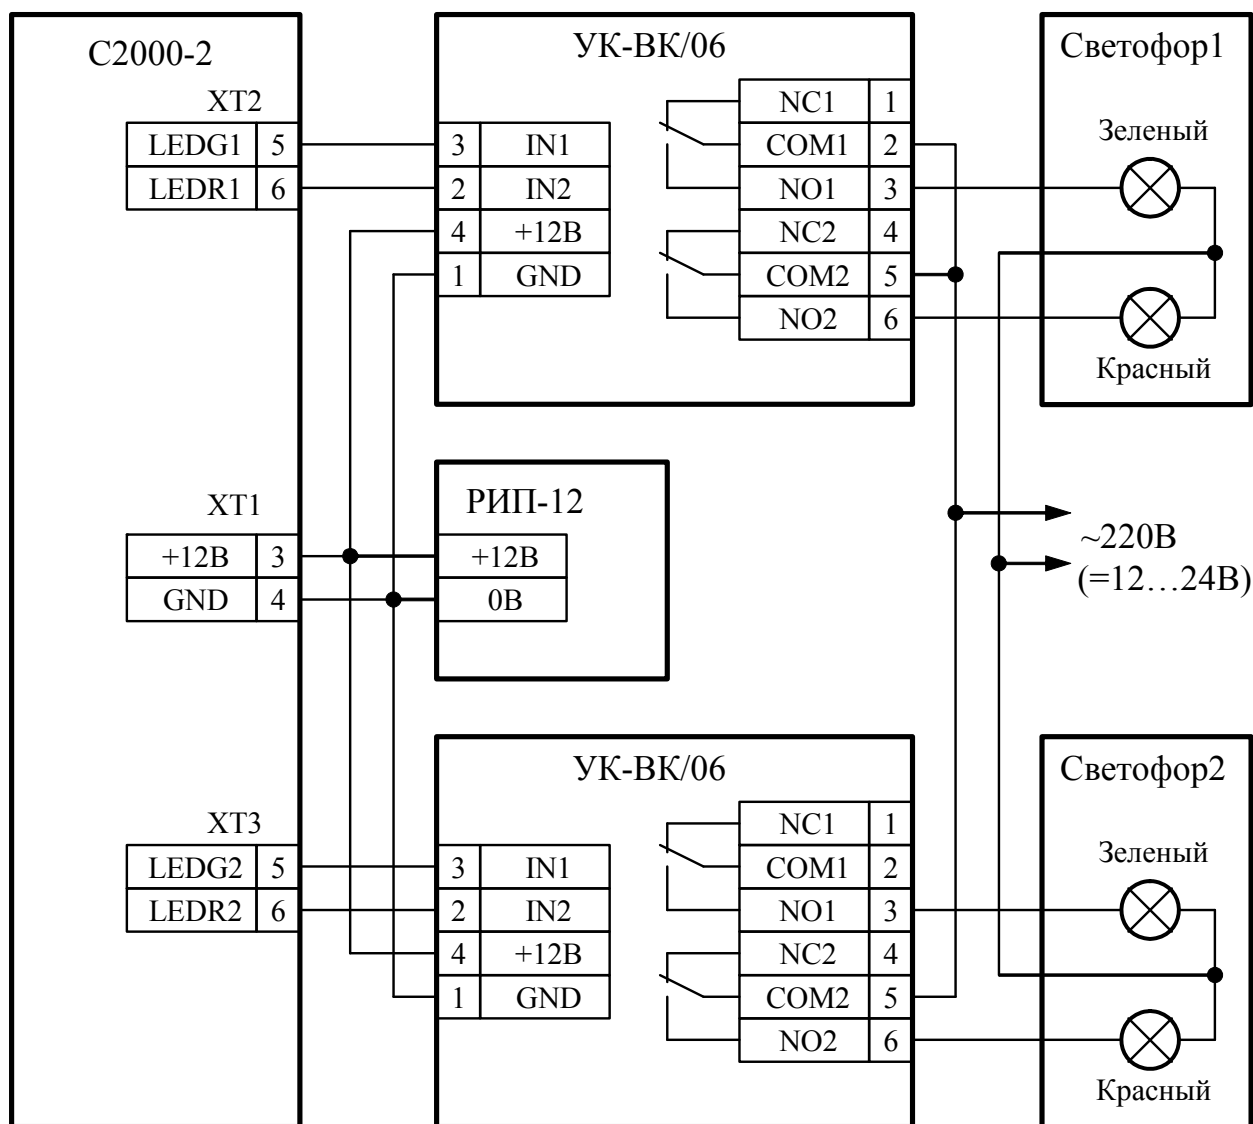 С2000-2
XT2
LEDG1 5
LEDR1 6
XT1
+12В 3
GND 4
XT3
LEDG2 5
LEDR2 6
УК-ВК/06
3 IN1
2 IN2
4 +12В
1 GND
NC1 1
COM1 2
NO1 3
NC2 4
COM2 5
NO2 6
Светофор1
Зеленый
Красный
РИП-12
+12В
0В
~220В
(=12...24В)
УК-ВК/06
3 IN1
2 IN2
4 +12В
1 GND
NC1 1
COM1 2
NO1 3
NC2 4
COM2 5
NO2 6
Светофор2
Зеленый
Красный